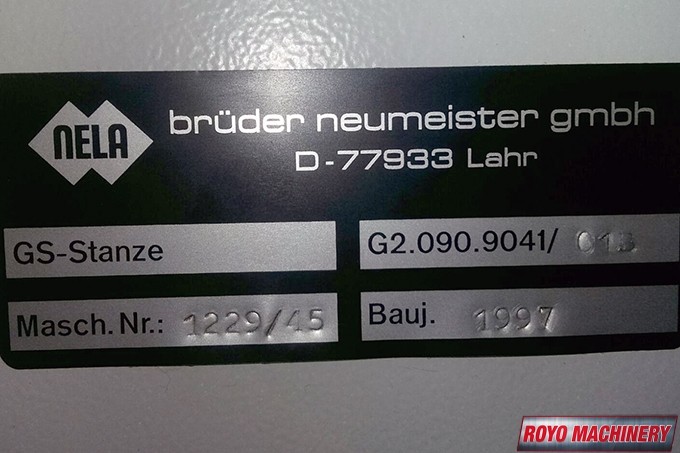 NELA
brüder neumeister gmbh
D-77933 Lahr
GS-Stanze
G2.090.9041/ 013
Masch.Nr.: 1229/45
Bauj. 1997
ROYO MACHINERY